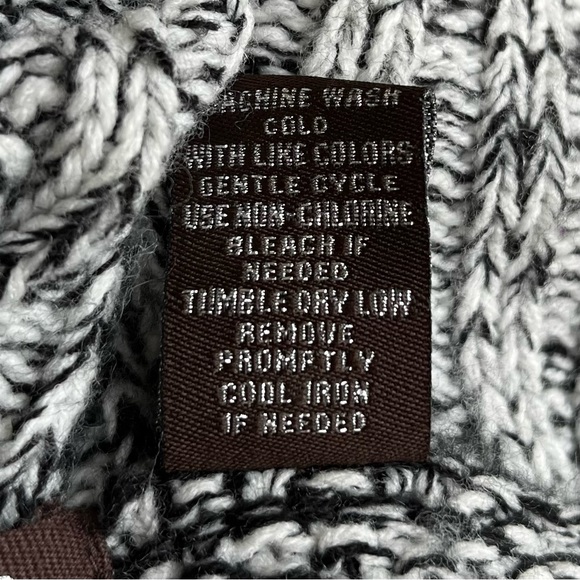 MACHINE WASH
COLD
WITH LIKE COLORS
GENTLE CYCLE
USE NON-CHLORINE
BLEACH IF
NEEDED
TUMBLE DRY LOW
REMOVE
PROMPTLY
COOL IRON
IF NEEDED